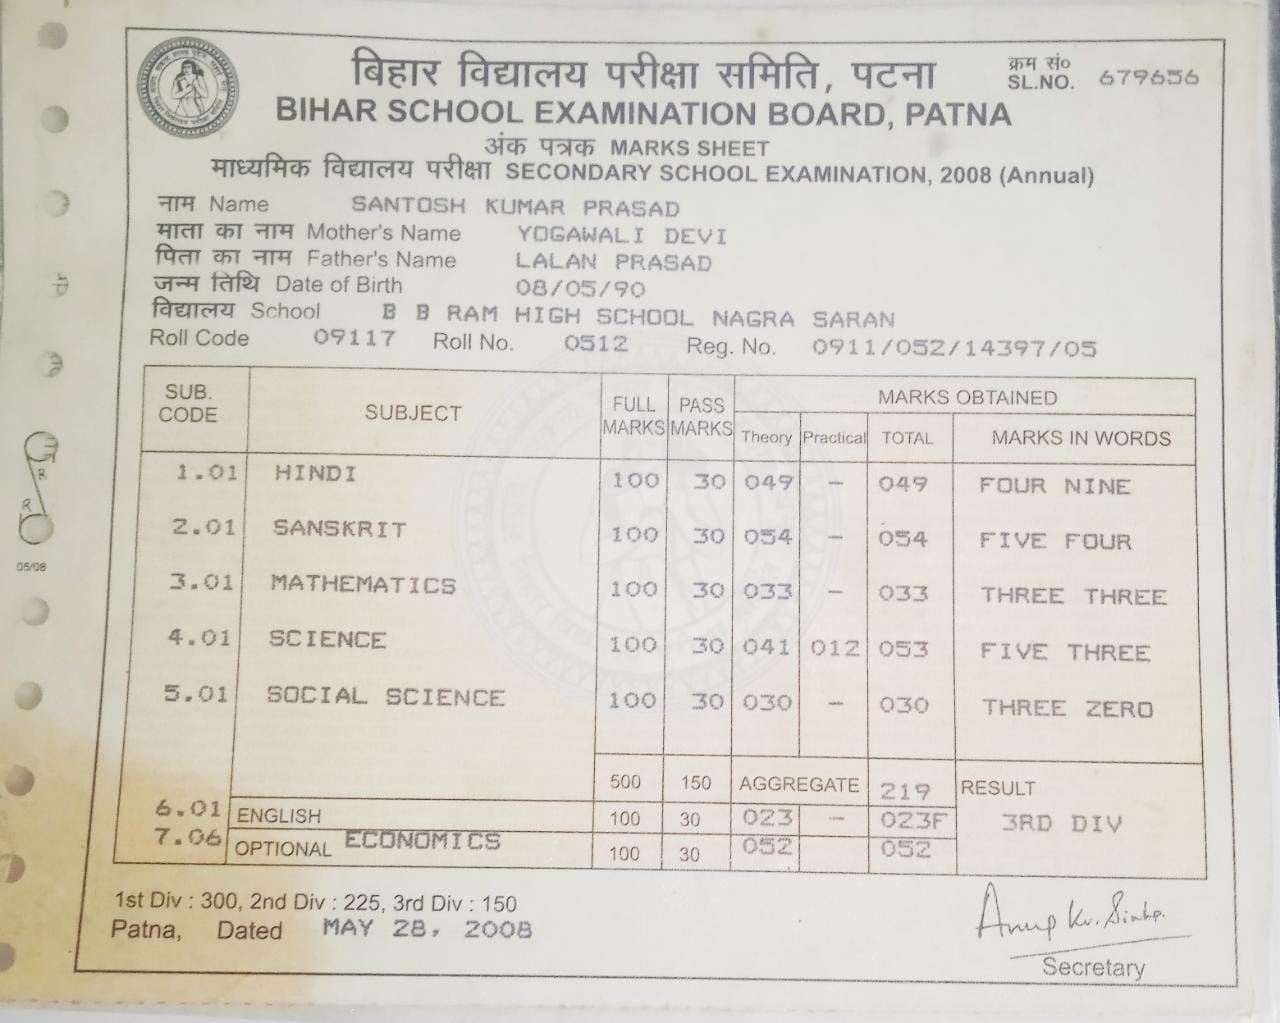 बिहार विद्यालय परीक्षा समिति, पटना
क्रम सं०
SL.NO. 679656
BIHAR SCHOOL EXAMINATION BOARD, PATNA
अंक पत्रक MARKS SHEET
माध्यमिक विद्यालय परीक्षा SECONDARY SCHOOL EXAMINATION, 2008 (Annual)
नाम Name SANTOSH KUMAR PRASAD
माता का नाम Mother's Name YOGAWALI DEVI
पिता का नाम Father's Name LALAN PRASAD
जन्म तिथि Date of Birth 08/05/90
विद्यालय School B B RAM HIGH SCHOOL NAGRA SARAN
Roll Code 09117 Roll No. 0512 Reg. No. 0911/052/14397/05
SUB. CODE SUBJECT FULL MARKS PASS MARKS MARKS OBTAINED
Theory Practical TOTAL MARKS IN WORDS
1.01 HINDI 100 30 049 - 049 FOUR NINE
2.01 SANSKRIT 100 30 054 - 054 FIVE FOUR
3.01 MATHEMATICS 100 30 033 - 033 THREE THREE
4.01 SCIENCE 100 30 041 012 053 FIVE THREE
5.01 SOCIAL SCIENCE 100 30 030 - 030 THREE ZERO
500 150 AGGREGATE 219 RESULT
6.01 ENGLISH 100 30 023 - 023F 3RD DIV
7.06 OPTIONAL ECONOMICS 100 30 052 052
R
R
05/08
1st Div : 300, 2nd Div : 225, 3rd Div : 150
Patna, Dated MAY 28, 2008
Anup Kr. Sinha.
Secretary